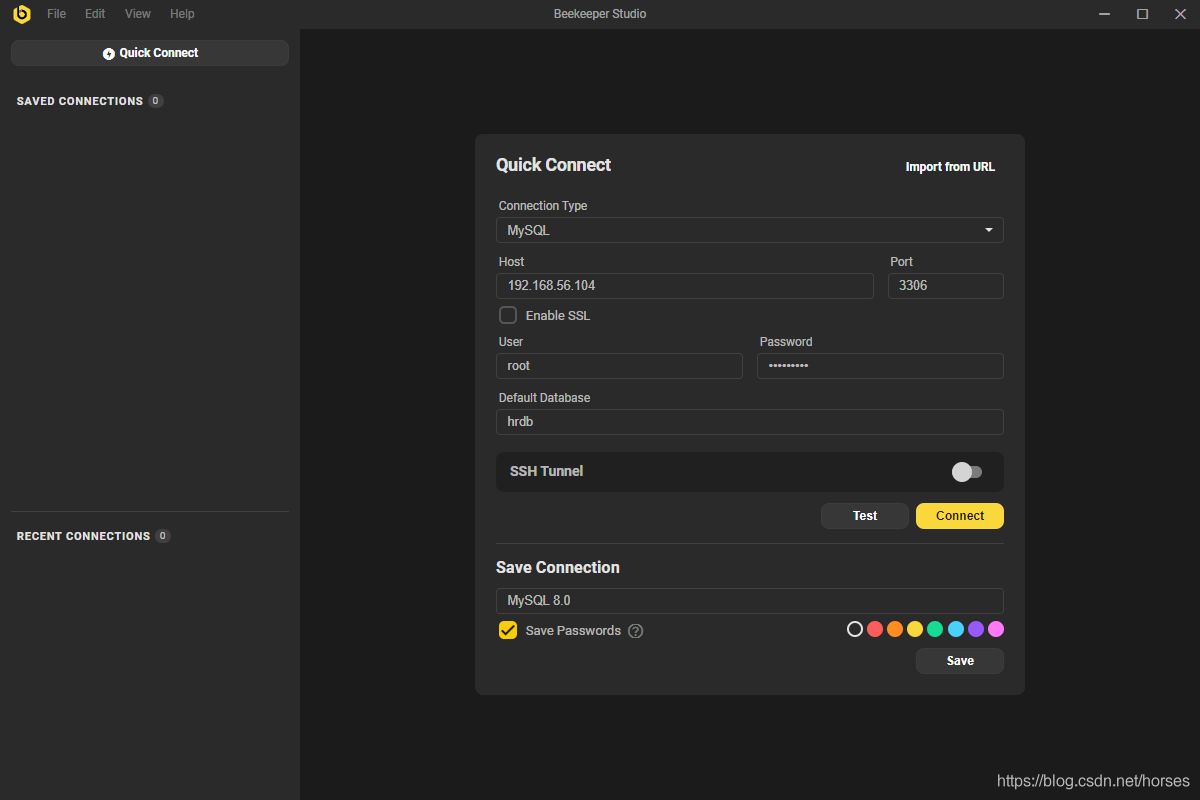 File Edit View Help Beekeeper Studio
Quick Connect
SAVED CONNECTIONS 0
RECENT CONNECTIONS 0
Quick Connect Import from URL
Connection Type
MySQL
Host Port
192.168.56.104 3306
Enable SSL
User Password
root •••••••••
Default Database
hrdb
SSH Tunnel
Test Connect
Save Connection
MySQL 8.0
Save Passwords ?
Save
https://blog.csdn.net/horses